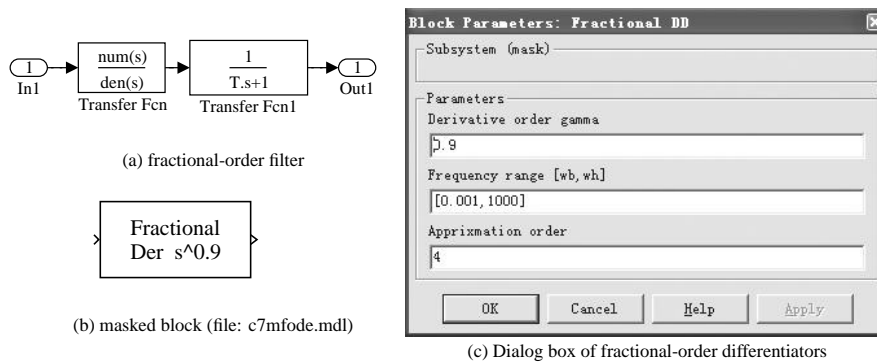 1
In1
num(s)
den(s)
Transfer Fcn
1
T.s+1
Transfer Fcn1
1
Out1
(a) fractional-order filter
Fractional
Der s^0.9
(b) masked block (file: c7mfode.mdl)
Block Parameters: Fractional DD
Subsystem (mask)
Parameters
Derivative order gamma
0.9
Frequency range [wb,wh]
[0.001,1000]
Apprixmation order
4
OK
Cancel
Help
Apply
(c) Dialog box of fractional-order differentiators